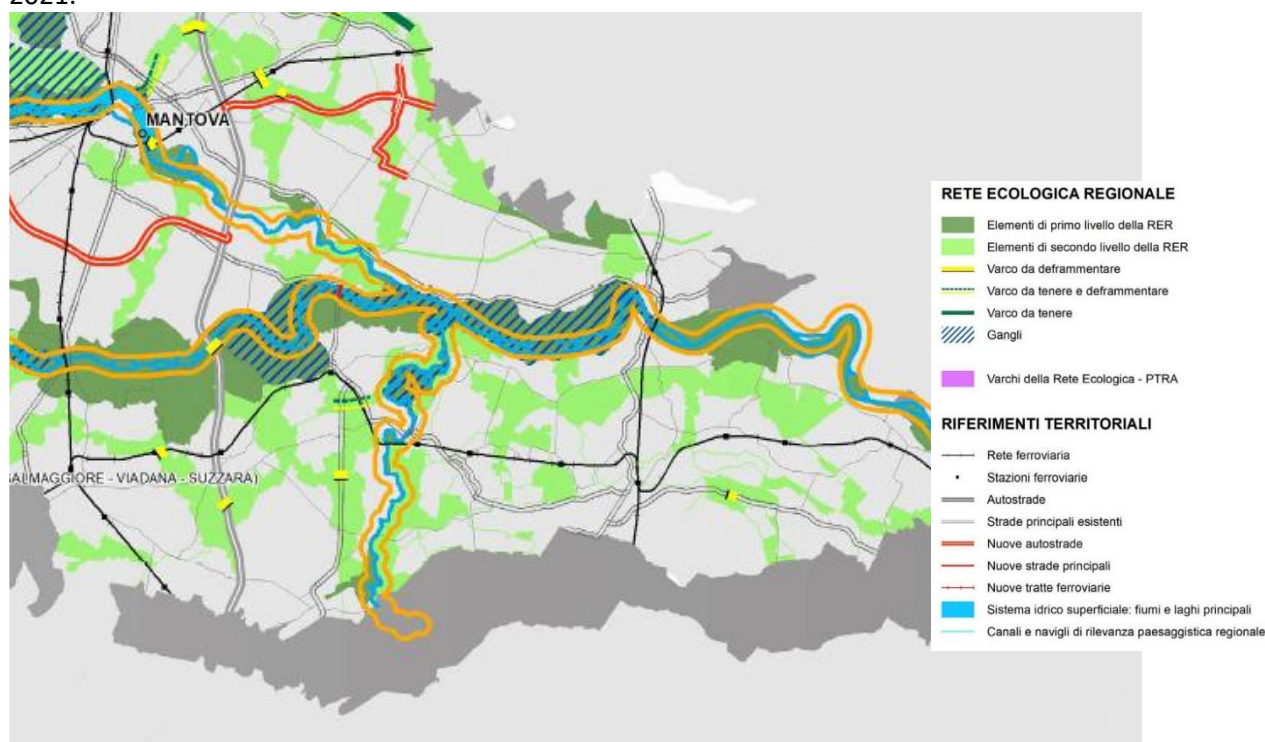 2021.
MANTOVA
SALMAGGIORE - VIADANA - SUZZARA)
RETE ECOLOGICA REGIONALE
Elementi di primo livello della RER
Elementi di secondo livello della RER
Varco da deframmentare
Varco da tenere e deframmentare
Varco da tenere
Gangli
Varchi della Rete Ecologica - PTRA
RIFERIMENTI TERRITORIALI
Rete ferroviaria
Stazioni ferroviarie
Autostrade
Strade principali esistenti
Nuove autostrade
Nuove strade principali
Nuove tratte ferroviarie
Sistema idrico superficiale: fiumi e laghi principali
Canali e navigli di rilevanza paesaggistica regionale